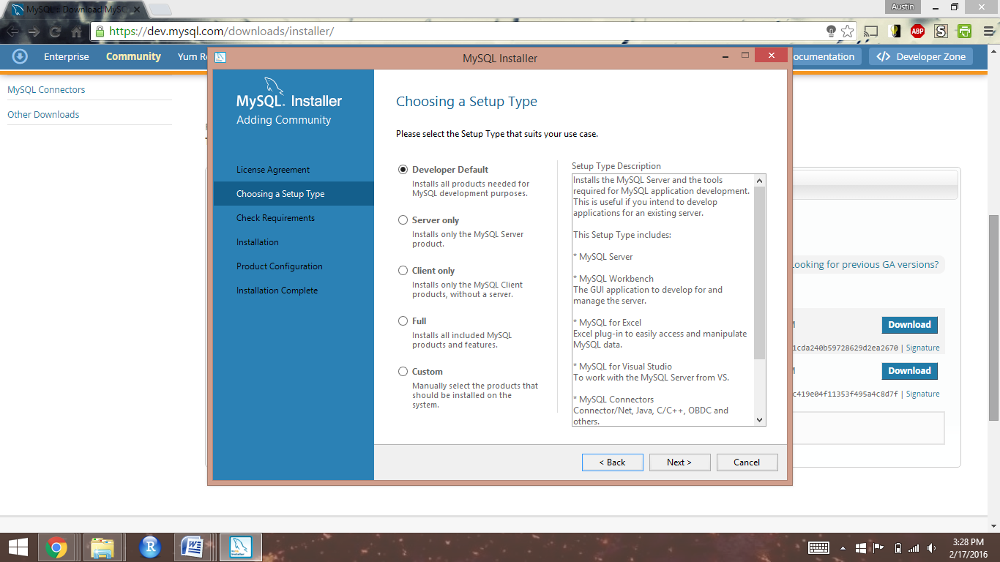 MySQL :: Download MySQ
Austin
https://dev.mysql.com/downloads/installer/
ABP
S
Enterprise
Community
Yum Re
ocumentation
</> Developer Zone
MySQL Connectors
Other Downloads
MySQL Installer
MySQL. Installer
Adding Community
License Agreement
Choosing a Setup Type
Check Requirements
Installation
Product Configuration
Installation Complete
Choosing a Setup Type
Please select the Setup Type that suits your use case.
Developer Default
Installs all products needed for
MySQL development purposes.
Server only
Installs only the MySQL Server
product.
Client only
Installs only the MySQL Client
products, without a server.
Full
Installs all included MySQL
products and features.
Custom
Manually select the products that
should be installed on the
system.
Setup Type Description
Installs the MySQL Server and the tools
required for MySQL application development.
This is useful if you intend to develop
applications for an existing server.
This Setup Type includes:
* MySQL Server
* MySQL Workbench
The GUI application to develop for and
manage the server.
* MySQL for Excel
Excel plug-in to easily access and manipulate
MySQL data.
* MySQL for Visual Studio
To work with the MySQL Server from VS.
* MySQL Connectors
Connector/Net, Java, C/C++, OBDC and
others.
< Back
Next >
Cancel
ooking for previous GA versions?
M
Download
1cda240b59728629d2ea2670 | Signature
M
Download
c419e04f11353f495a4c8d7f | Signature
R
W
My
Installer
3:28 PM
2/17/2016